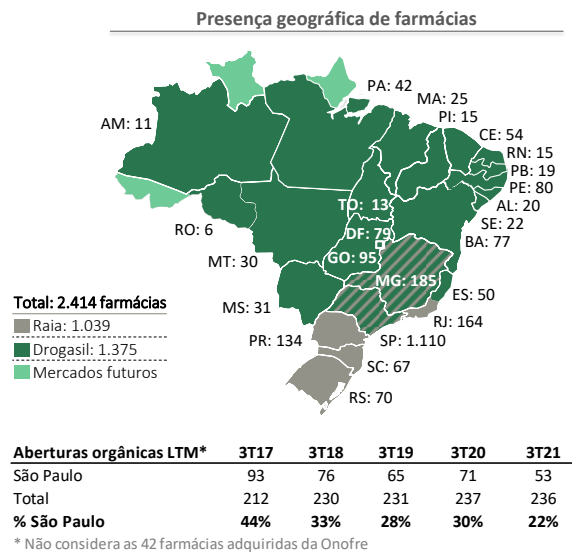 Presença geográfica de farmácias
PA: 42
MA: 25
PI: 15
CE: 54
AM: 11
RN: 15
PB: 19
PE: 80
TO: 13
AL: 20
SE: 22
DF: 79
RO: 6
BA: 77
GO: 95
MT: 30
MG: 185
ES: 50
Total: 2.414 farmácias
MS: 31
RJ: 164
Raia: 1.039
PR: 134
SP: 1.110
Drogasil: 1.375
SC: 67
Mercados futuros
RS: 70
Aberturas orgânicas LTM* 3T17 3T18 3T19 3T20 3T21
São Paulo 93 76 65 71 53
Total 212 230 231 237 236
% São Paulo 44% 33% 28% 30% 22%
* Não considera as 42 farmácias adquiridas da Onofre